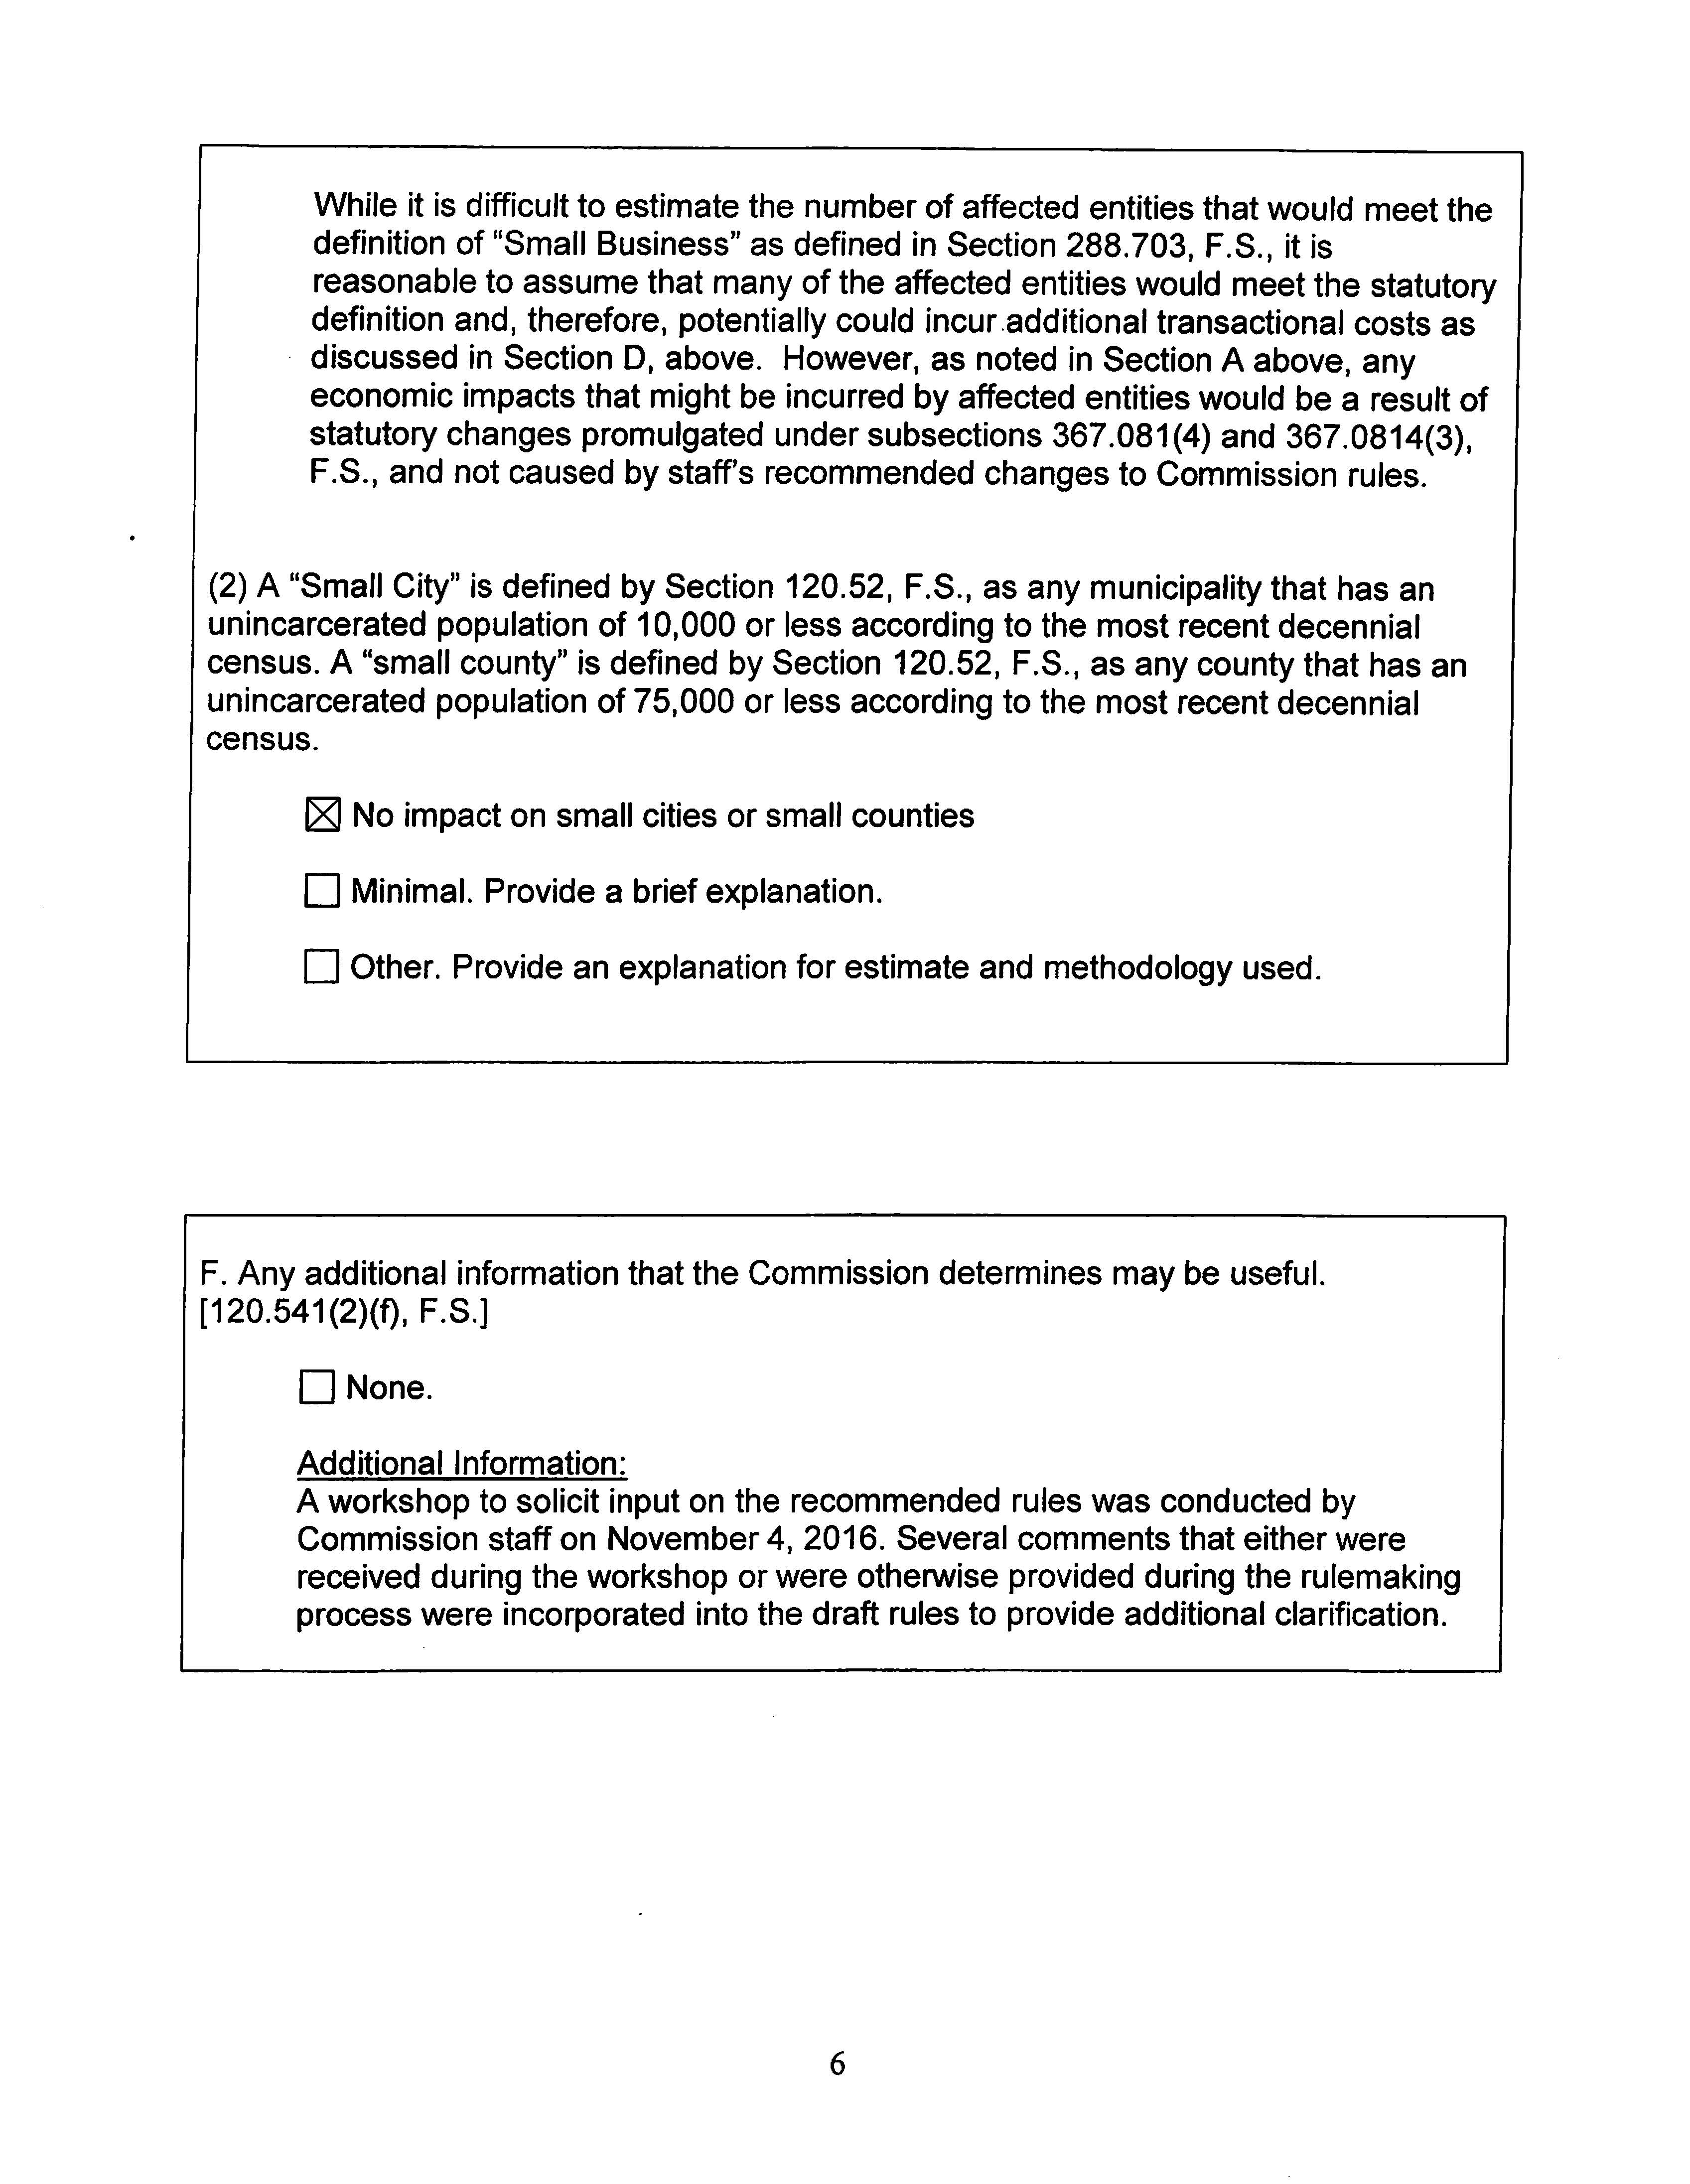 While it is difficult to estimate the number of affected entities that would meet the
definition of “Small Business” as defined in Section 288.703, F.S., it is
reasonable to assume that many of the affected entities would meet the statutory
definition and, therefore, potentially could incur additional transactional costs as
discussed in Section D, above.  However, as noted in Section A above, any
economic impacts that might be incurred by affected entities would be a result of
statutory changes promulgated under subsections 367.081(4) and 367.0814(3),
F.S., and not caused by staff’s recommended changes to Commission rules.
(2) A “Small City” is defined by Section 120.52, F.S., as any municipality that has an
unincarcerated population of 10,000 or less according to the most recent decennial
census. A “small county” is defined by Section 120.52, F.S., as any county that has an
unincarcerated population of 75,000 or less according to the most recent decennial
census.
☒ No impact on small cities or small counties
☐ Minimal. Provide a brief explanation.
☐ Other. Provide an explanation for estimate and methodology used.
F. Any additional information that the Commission determines may be useful.
[120.541(2)(f), F.S.]
☐ None.
Additional Information:
A workshop to solicit input on the recommended rules was conducted by
Commission staff on November 4, 2016. Several comments that either were
received during the workshop or were otherwise provided during the rulemaking
process were incorporated into the draft rules to provide additional clarification.
6